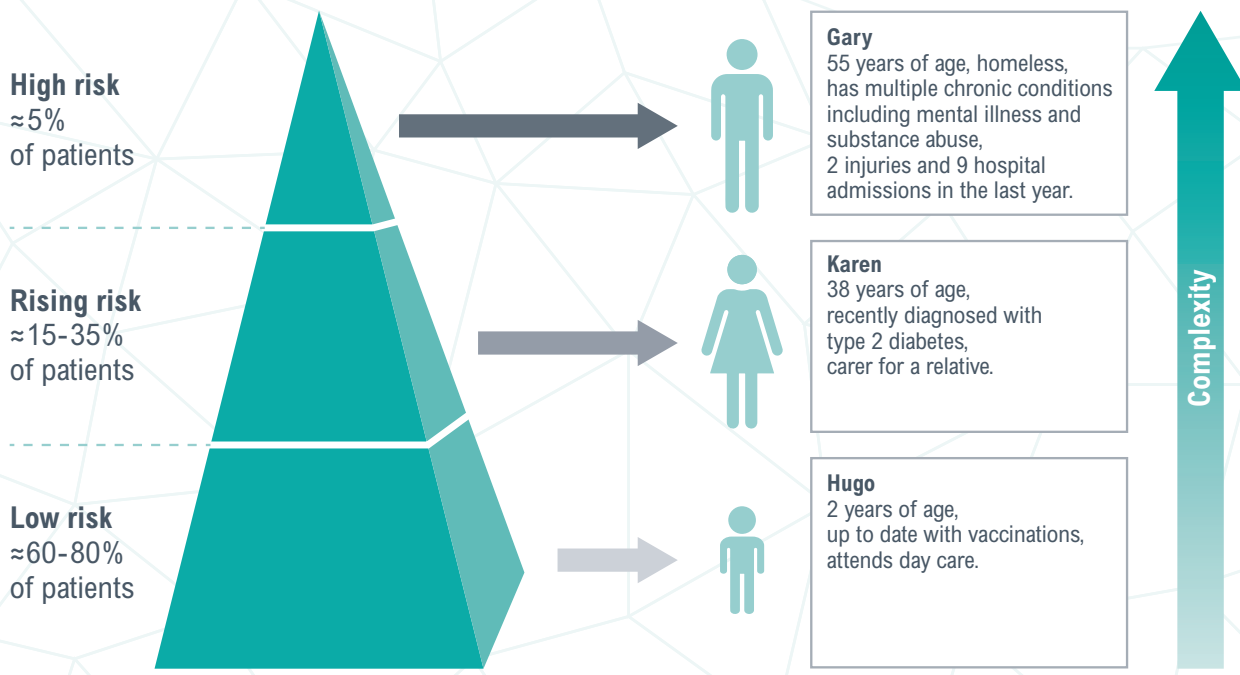 High risk
≈5%
of patients
Gary
55 years of age, homeless,
has multiple chronic conditions
including mental illness and
substance abuse,
2 injuries and 9 hospital
admissions in the last year.
Rising risk
≈15-35%
of patients
Karen
38 years of age,
recently diagnosed with
type 2 diabetes,
carer for a relative.
Low risk
≈60-80%
of patients
Hugo
2 years of age,
up to date with vaccinations,
attends day care.
Complexity